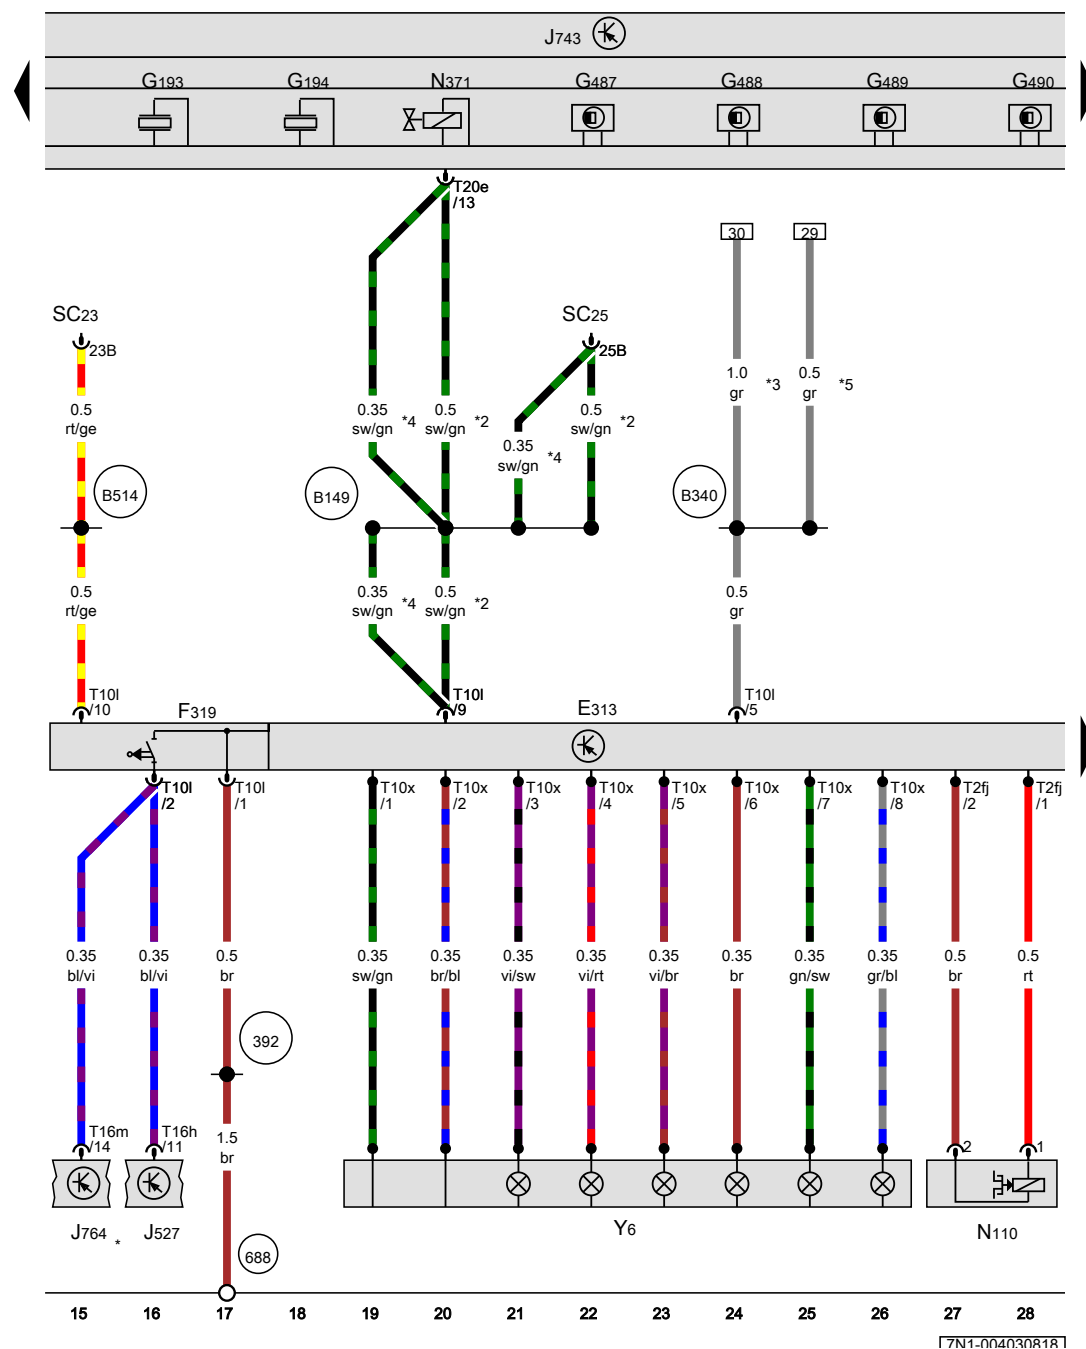 J743
G193 G194 N371 G487 G488 G489 G490
T20e
/13
30 29
SC23 SC25
23B 25B
1.0 0.5
gr *3 gr *5
0.5 0.35 0.5 0.5
rt/ge sw/gn *4 sw/gn *2 sw/gn *2
0.35
sw/gn *4
B514 B149 B340
0.5 0.35 0.5 0.5
rt/ge sw/gn *4 sw/gn *2 gr
T10l T10l T10l
/10 /9 /5
F319 E313
T10l T10l T10x T10x T10x T10x T10x T10x T10x T10x T2fj T2fj
/2 /1 /1 /2 /3 /4 /5 /6 /7 /8 /2 /1
0.35 0.35 0.5 0.35 0.35 0.35 0.35 0.35 0.35 0.35 0.35 0.5 0.5
bl/vi bl/vi br sw/gn br/bl vi/sw vi/rt vi/br br gn/sw gr/bl br rt
392
T16m T16h 1.5
/14 /11 br 2 1
J764 * J527 Y6 N110
688
15 16 17 18 19 20 21 22 23 24 25 26 27 28
7N1-004030818